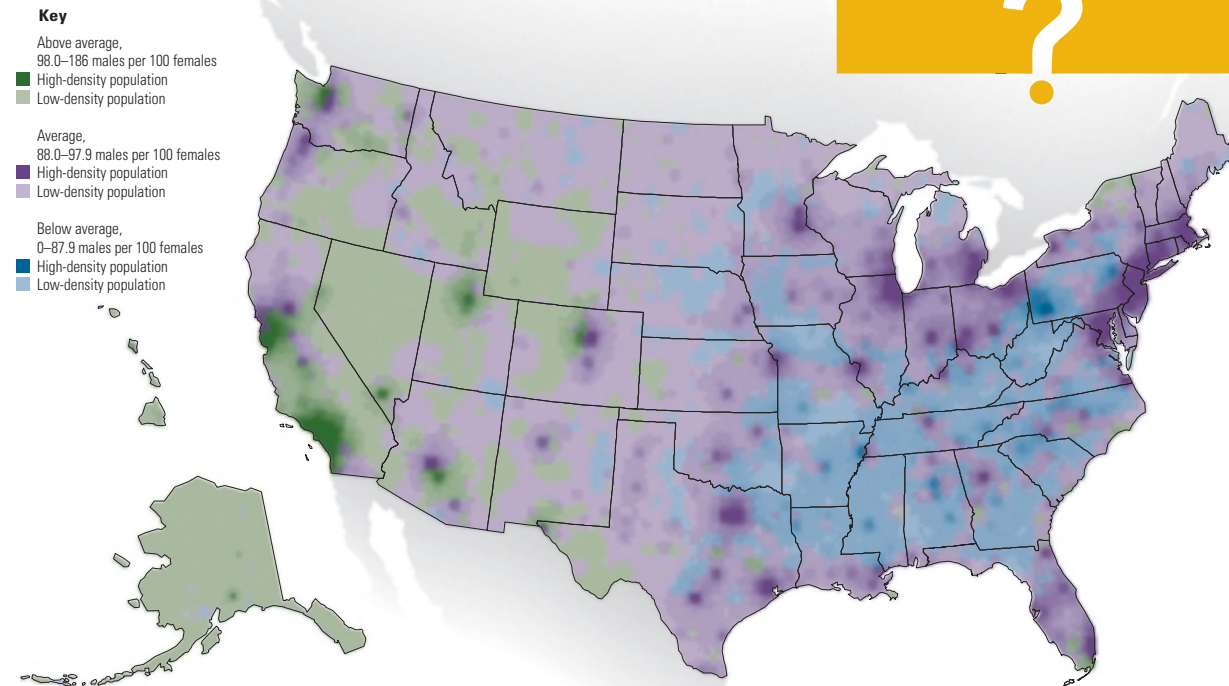 Key
Above average,
98.0–186 males per 100 females
High-density population
Low-density population
Average,
88.0–97.9 males per 100 females
High-density population
Low-density population
Below average,
0–87.9 males per 100 females
High-density population
Low-density population
?